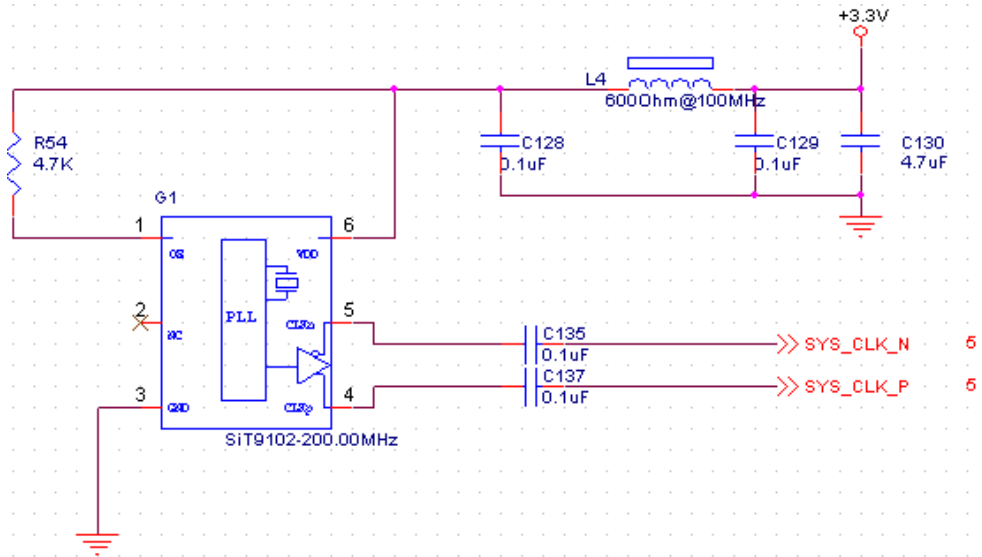 +3.3V
L4
600Ohm@100MHz
R54
4.7K
C128
0.1uF
C129
0.1uF
C130
4.7uF
G1
1
6
OE
VDD
2
PLL
5
NC
CLKn
C135
0.1uF
SYS_CLK_N
5
C137
0.1uF
SYS_CLK_P
5
3
4
GND
CLKp
SiT9102-200.00MHz